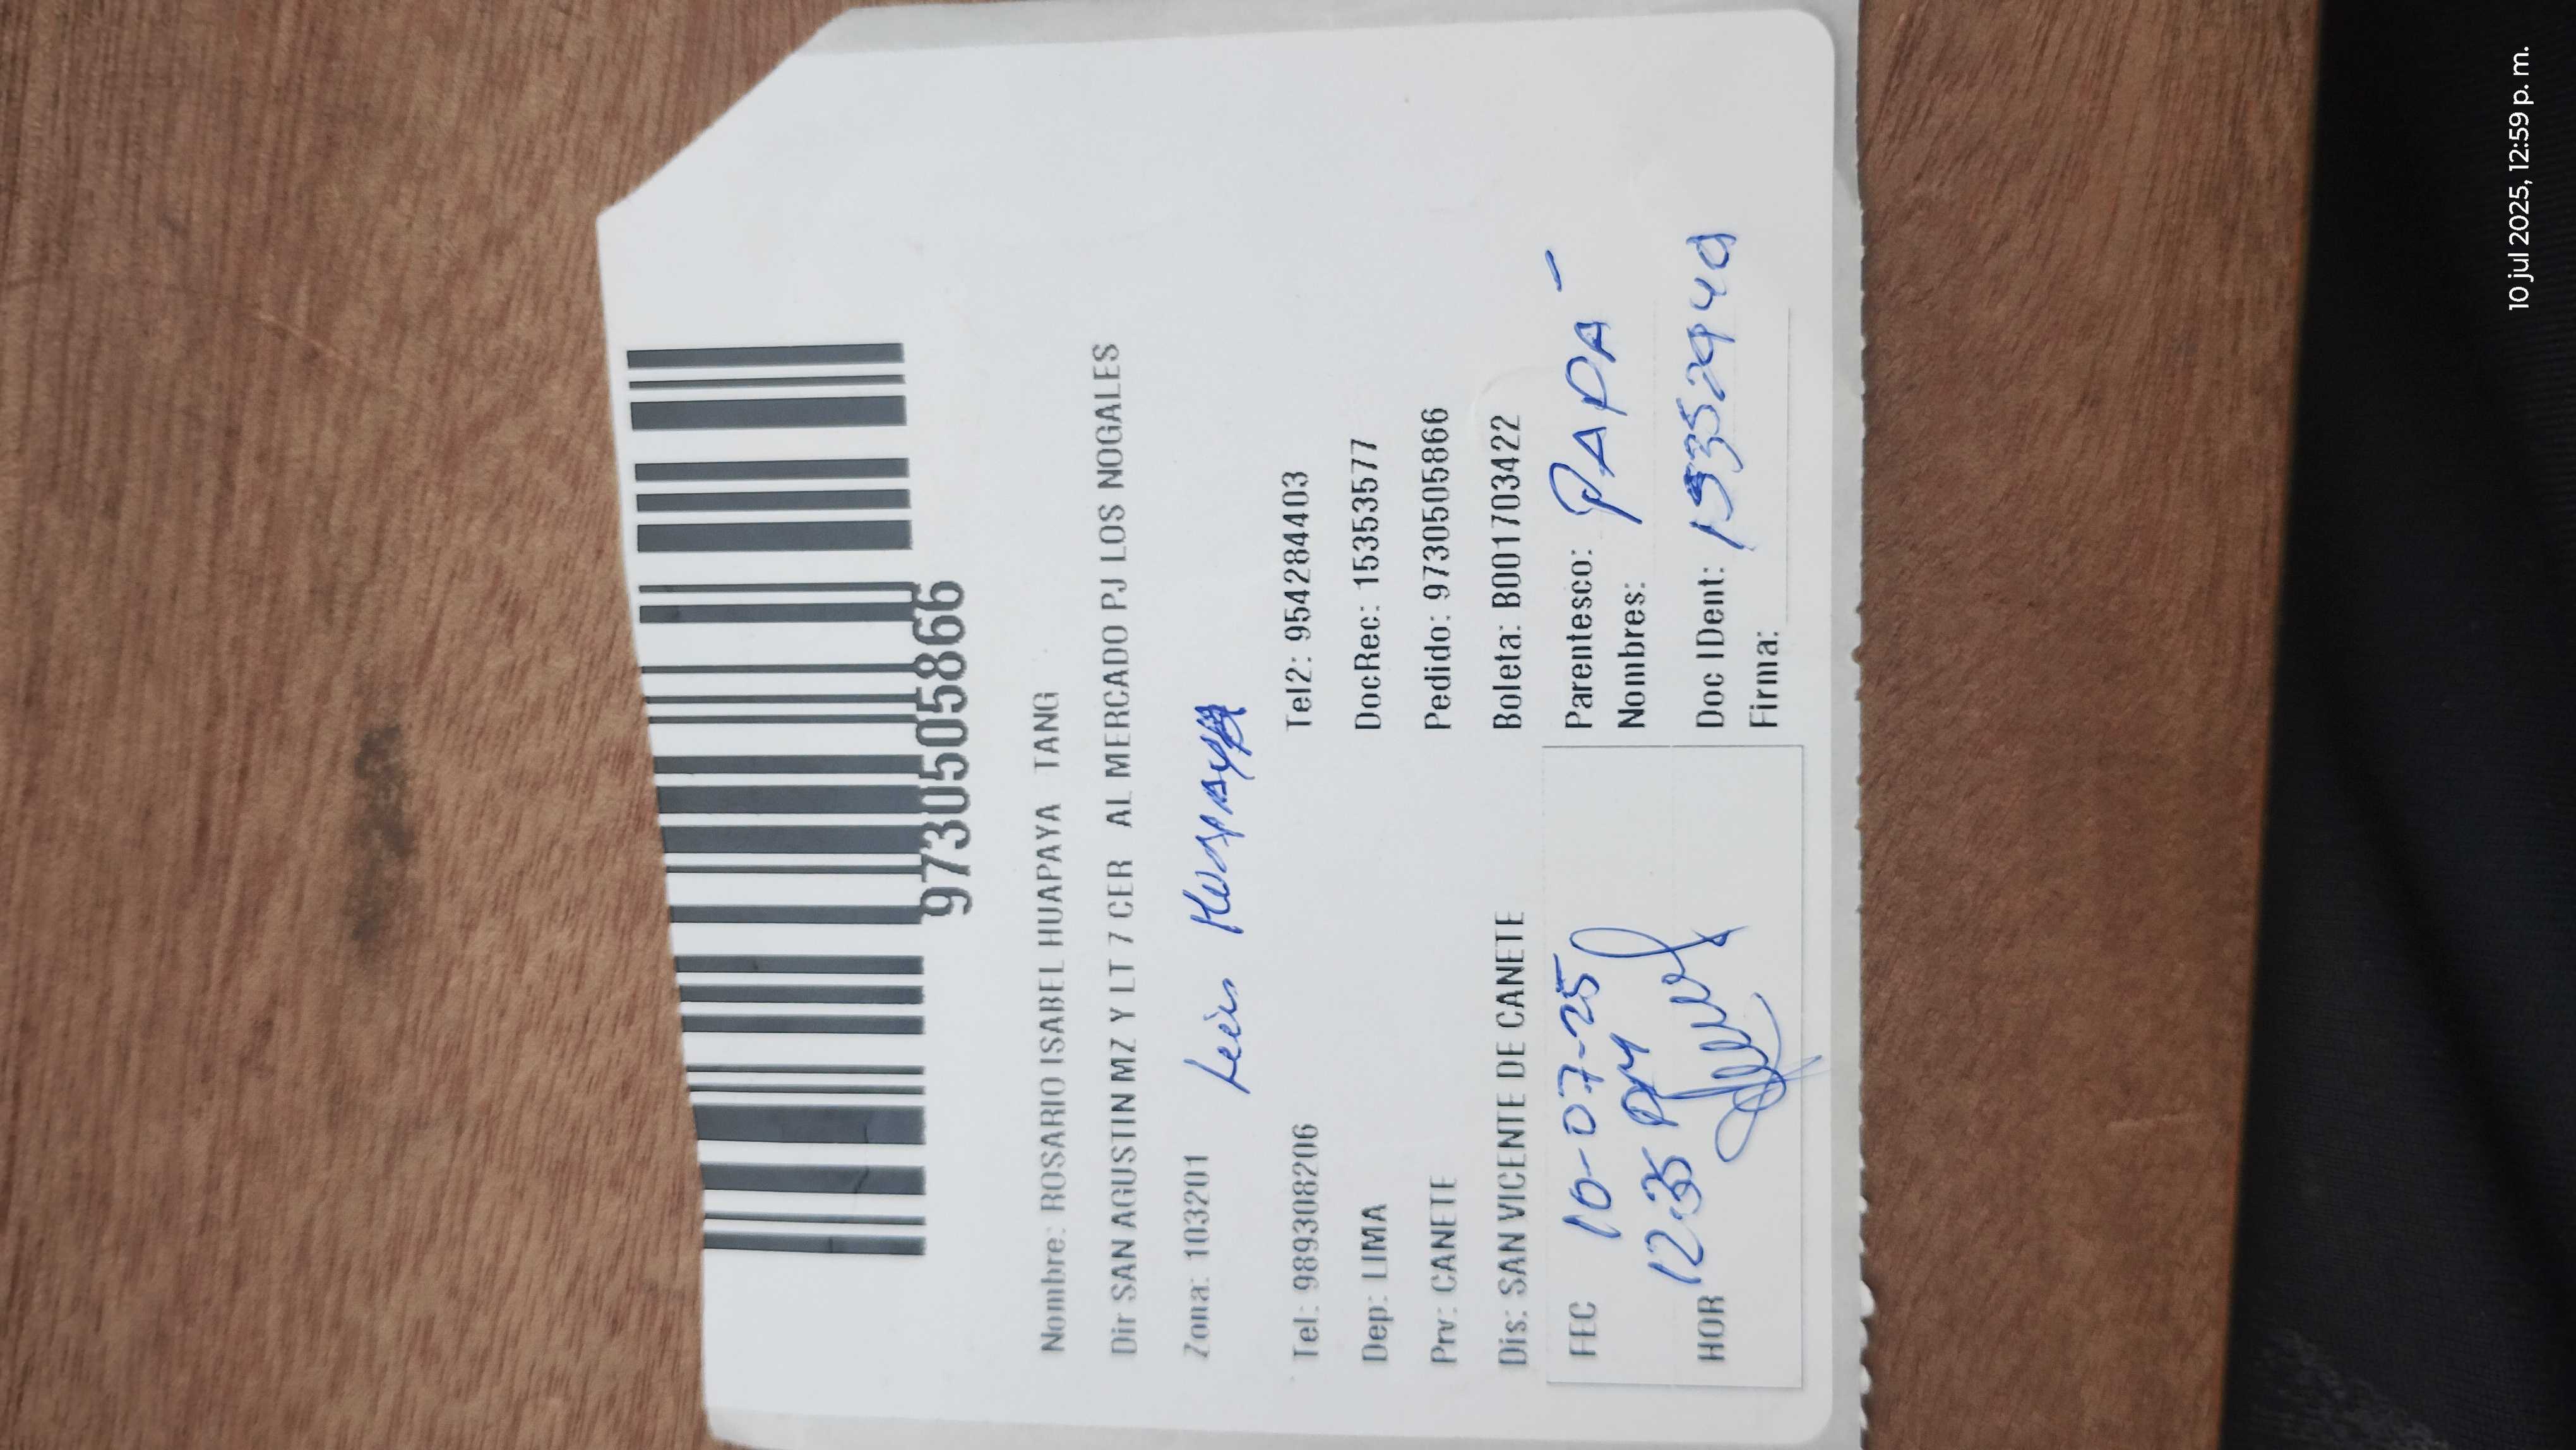 9730505866
Nombre: ROSARIO ISABEL HUAPAYA TANG
Dir SAN AGUSTIN MZ Y LT 7 CER AL MERCADO PJ LOS NOGALES
Zona: 103201
Luis Huapaya
Tel: 989308206 Tel2: 954284403
Dep: LIMA DocRec: 15353577
Prv: CANETE Pedido: 9730505866
Dis: SAN VICENTE DE CANETE Boleta: B001703422
FEC 10-07-25 Parentesco: PAPA -
HOR 12.35 PM Nombres:
Doc IDent:
Firma:
10 jul 2025, 12:59 p. m.